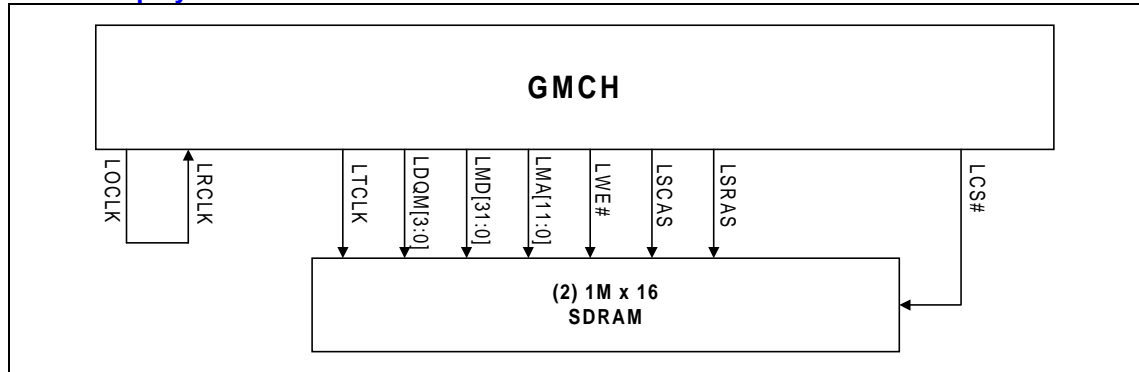 GMCH
LOCLK
LRCLK
LTCLK
LDQM[3:0]
LMD[31:0]
LMA[11:0]
LWE#
LSCAS
LSRAS
LCS#
(2) 1M x 16
SDRAM